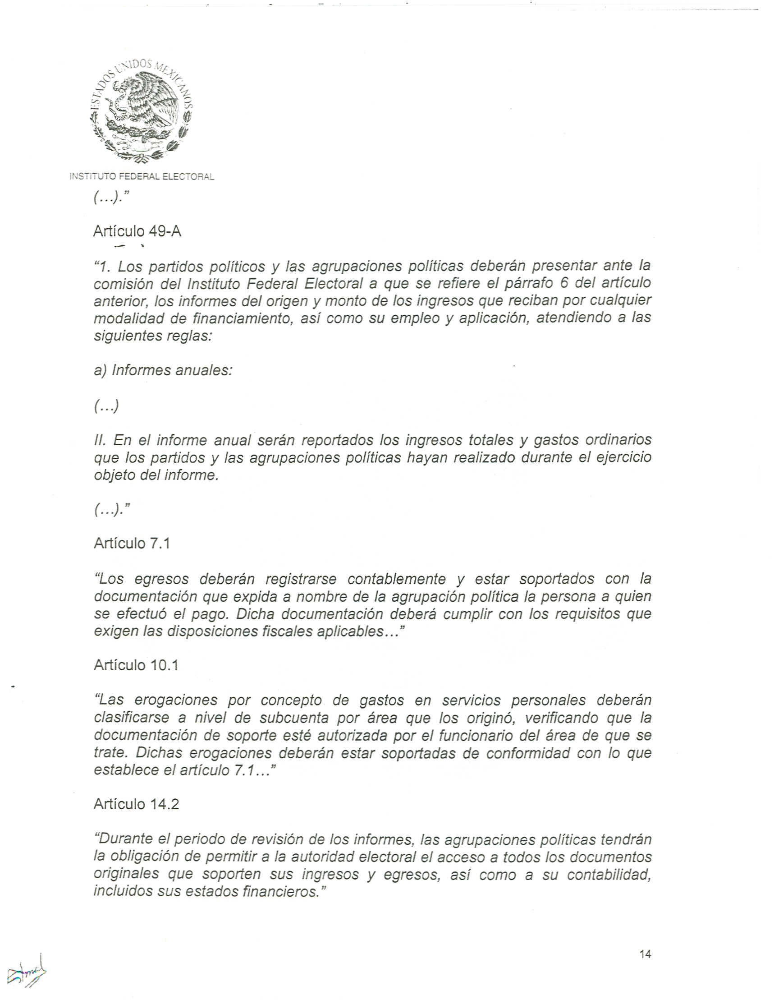 ESTADOS UNIDOS MEXICANOS
INSTITUTO FEDERAL ELECTORAL
(...).”
Artículo 49-A
“1. Los partidos políticos y las agrupaciones políticas deberán presentar ante la
comisión del Instituto Federal Electoral a que se refiere el párrafo 6 del artículo
anterior, los informes del origen y monto de los ingresos que reciban por cualquier
modalidad de financiamiento, así como su empleo y aplicación, atendiendo a las
siguientes reglas:
a) Informes anuales:
(...)
II. En el informe anual serán reportados los ingresos totales y gastos ordinarios
que los partidos y las agrupaciones políticas hayan realizado durante el ejercicio
objeto del informe.
(...).”
Artículo 7.1
“Los egresos deberán registrarse contablemente y estar soportados con la
documentación que expida a nombre de la agrupación política la persona a quien
se efectuó el pago. Dicha documentación deberá cumplir con los requisitos que
exigen las disposiciones fiscales aplicables...”
Artículo 10.1
“Las erogaciones por concepto de gastos en servicios personales deberán
clasificarse a nivel de subcuenta por área que los originó, verificando que la
documentación de soporte esté autorizada por el funcionario del área de que se
trate. Dichas erogaciones deberán estar soportadas de conformidad con lo que
establece el artículo 7.1...”
Artículo 14.2
“Durante el periodo de revisión de los informes, las agrupaciones políticas tendrán
la obligación de permitir a la autoridad electoral el acceso a todos los documentos
originales que soporten sus ingresos y egresos, así como a su contabilidad,
incluidos sus estados financieros.”
14